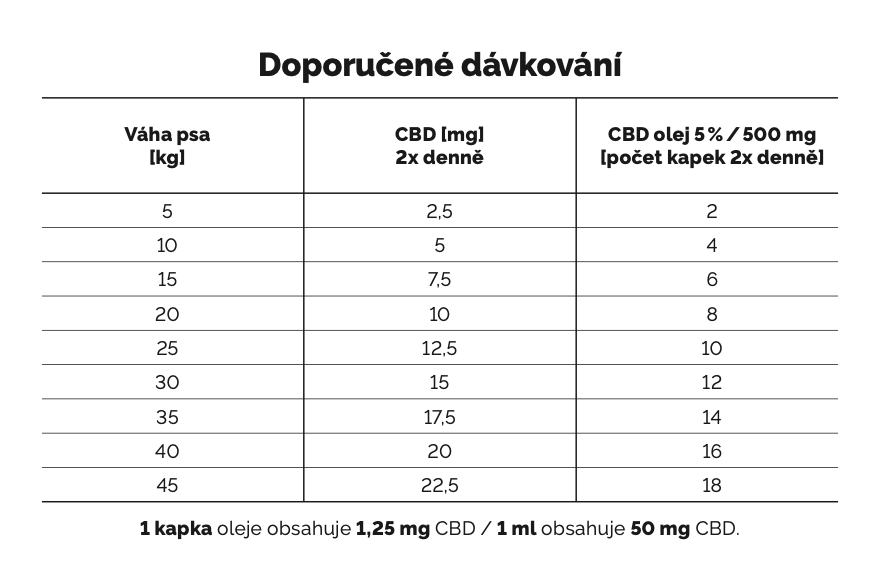 Doporučené dávkování
Váha psa
[kg]
CBD [mg]
2x denně
CBD olej 5 % / 500 mg
[počet kapek 2x denně]
5 2,5 2
10 5 4
15 7,5 6
20 10 8
25 12,5 10
30 15 12
35 17,5 14
40 20 16
45 22,5 18
1 kapka oleje obsahuje 1,25 mg CBD / 1 ml obsahuje 50 mg CBD.